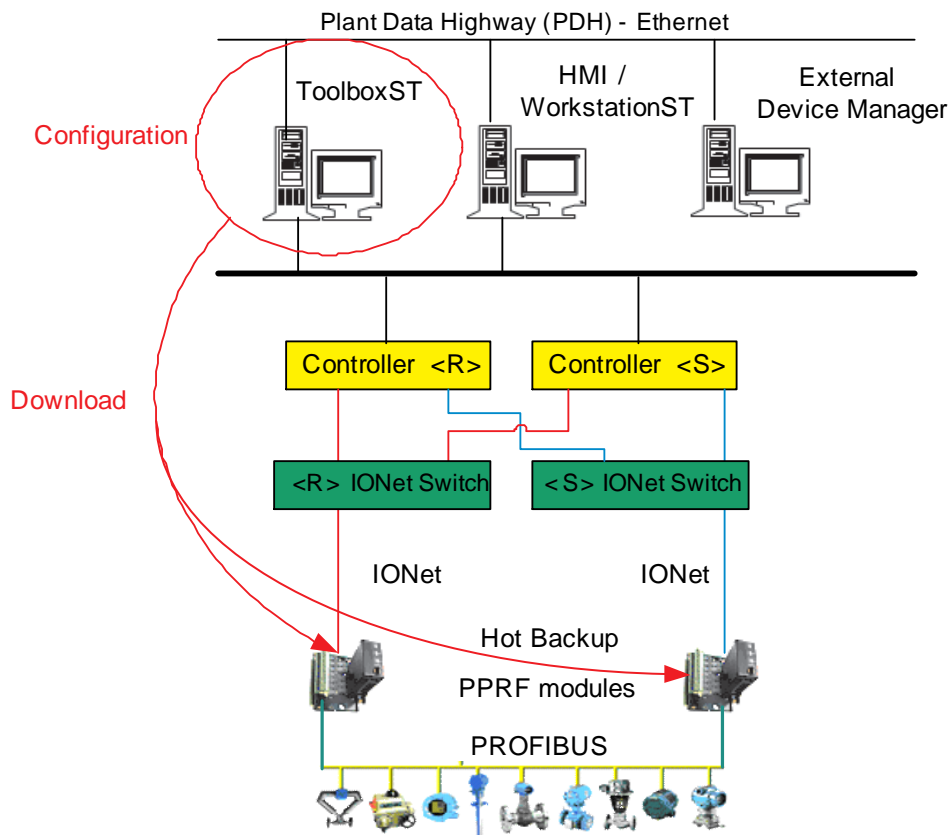 Plant Data Highway (PDH) - Ethernet
ToolboxST
HMI /
WorkstationST
External
Device Manager
Configuration
Controller <R>
Controller <S>
Download
<R> IONet Switch
<S> IONet Switch
IONet
IONet
Hot Backup
PPRF modules
PROFIBUS